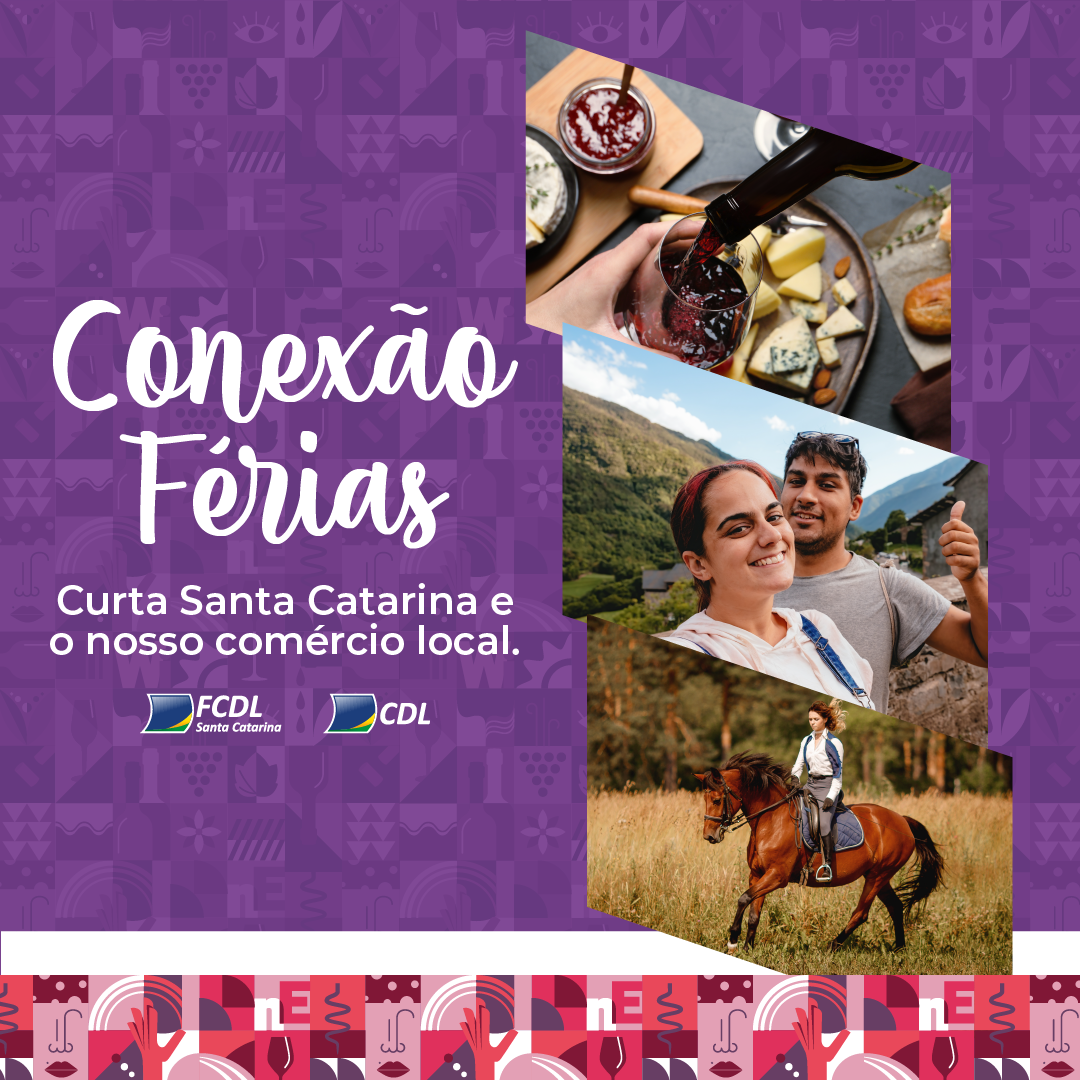 Conexão
Férias
Curta Santa Catarina e
o nosso comércio local.
FCDL
Santa Catarina
CDL